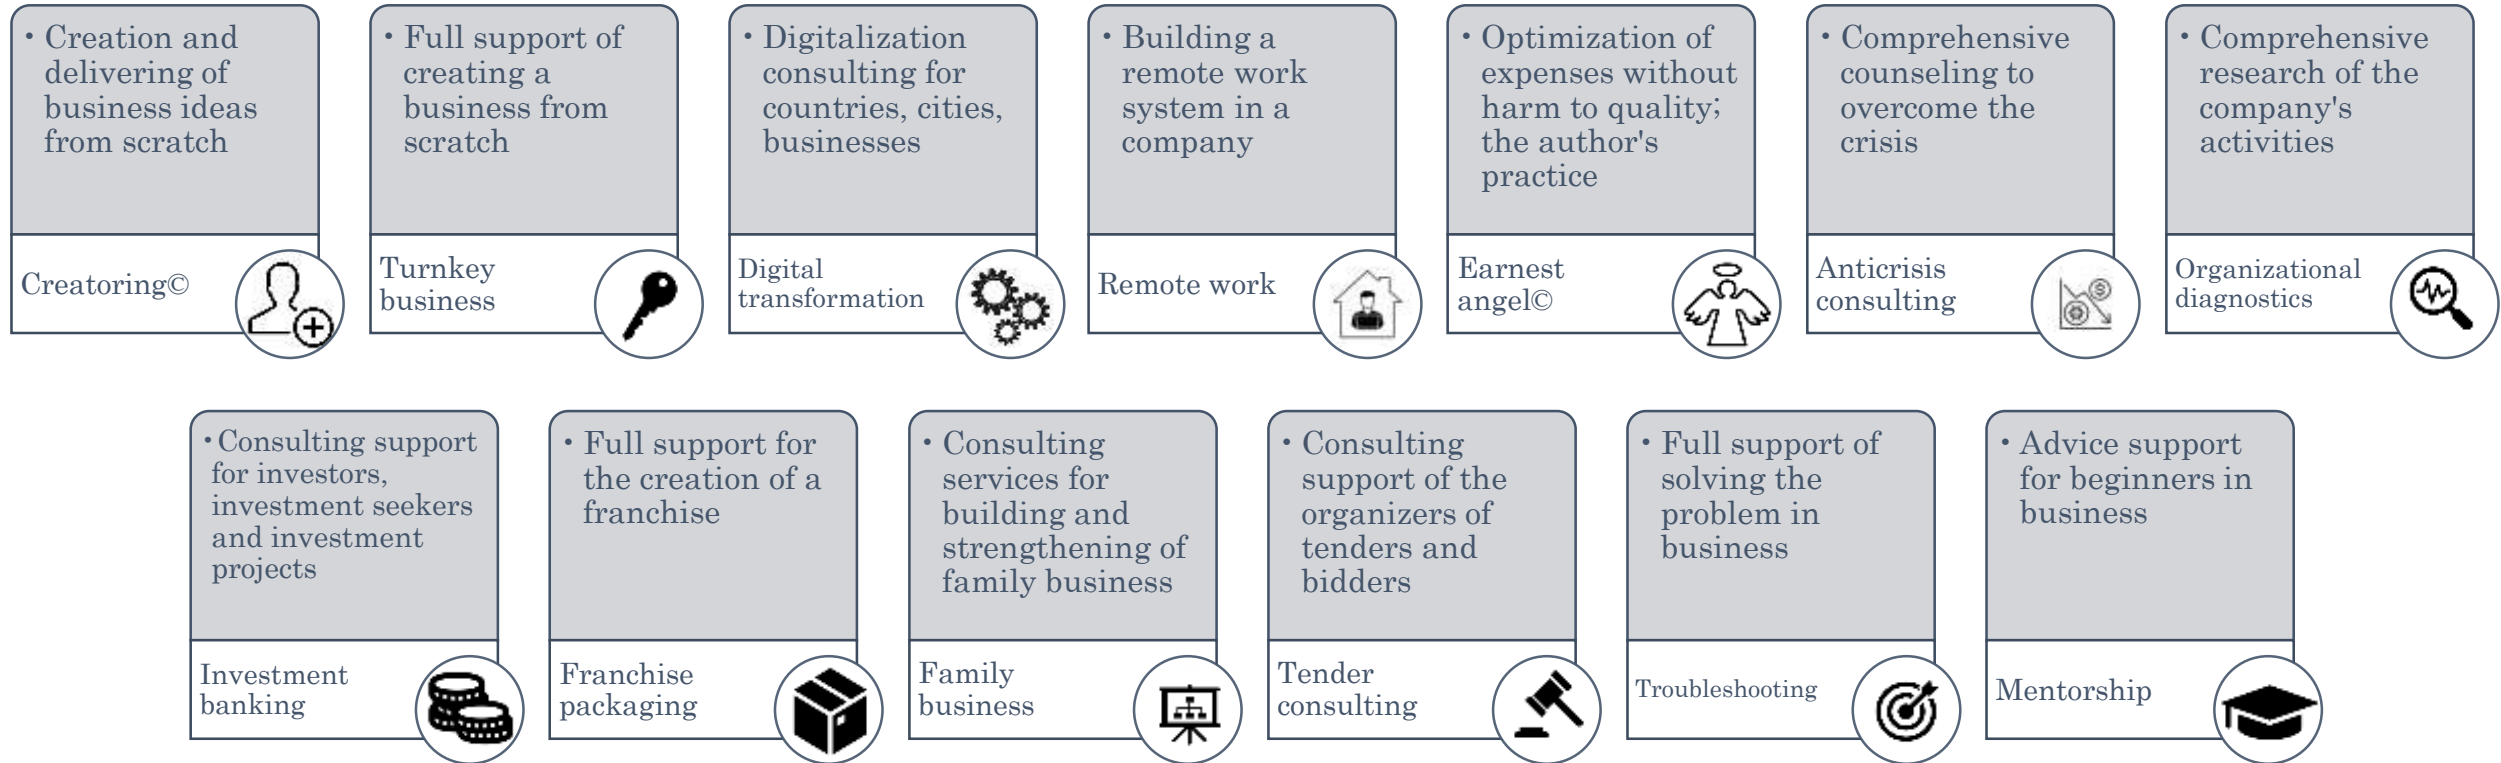 • Creation and
delivering of
business ideas
from scratch
Creatoring©
• Full support of
creating a
business from
scratch
Turnkey
business
• Digitalization
consulting for
countries, cities,
businesses
Digital
transformation
• Building a
remote work
system in a
company
Remote work
• Optimization of
expenses without
harm to quality;
the author's
practice
Earnest
angel©
• Comprehensive
counseling to
overcome the
crisis
Anticrisis
consulting
• Comprehensive
research of the
company's
activities
Organizational
diagnostics
• Consulting support
for investors,
investment seekers
and investment
projects
Investment
banking
• Full support for
the creation of a
franchise
Franchise
packaging
• Consulting
services for
building and
strengthening of
family business
Family
business
• Consulting
support of the
organizers of
tenders and
bidders
Tender
consulting
• Full support of
solving the
problem in
business
Troubleshooting
• Advice support
for beginners in
business
Mentorship